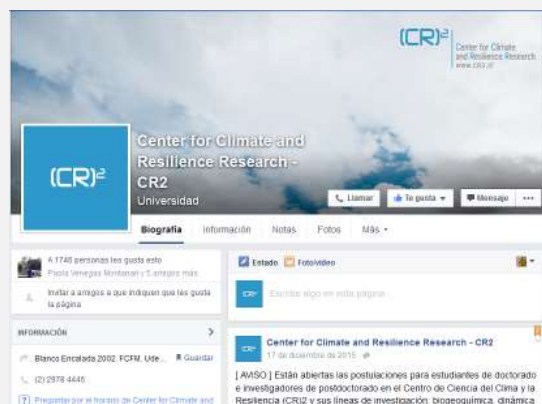 (CR)²
Center for Climate
and Resilience Research
www.cr2.cl
(CR)²
Center for Climate and
Resilience Research -
CR2
Universidad
Llamar
Te gusta
Mensaje
Biografía
Información
Notas
Fotos
Más
A 1746 personas les gusta esto
Paola Venegas Montanari y 5 amigos más
Invitar a amigos a que indiquen que les gusta
la página
INFORMACIÓN
Blanco Encalada 2002. FCFM. Ude...
Guardar
(2) 2978 4446
Preguntar por el horario de Center for Climate and
Estado
Foto/vídeo
Escribe algo en esta página...
Center for Climate and Resilience Research - CR2
17 de diciembre de 2015
[ AVISO ] Están abiertas las postulaciones para estudiantes de doctorado
e investigadores de postdoctorado en el Centro de Ciencia del Clima y la
Resiliencia (CR)2 y sus líneas de investigación: biogeoquímica, dinámica